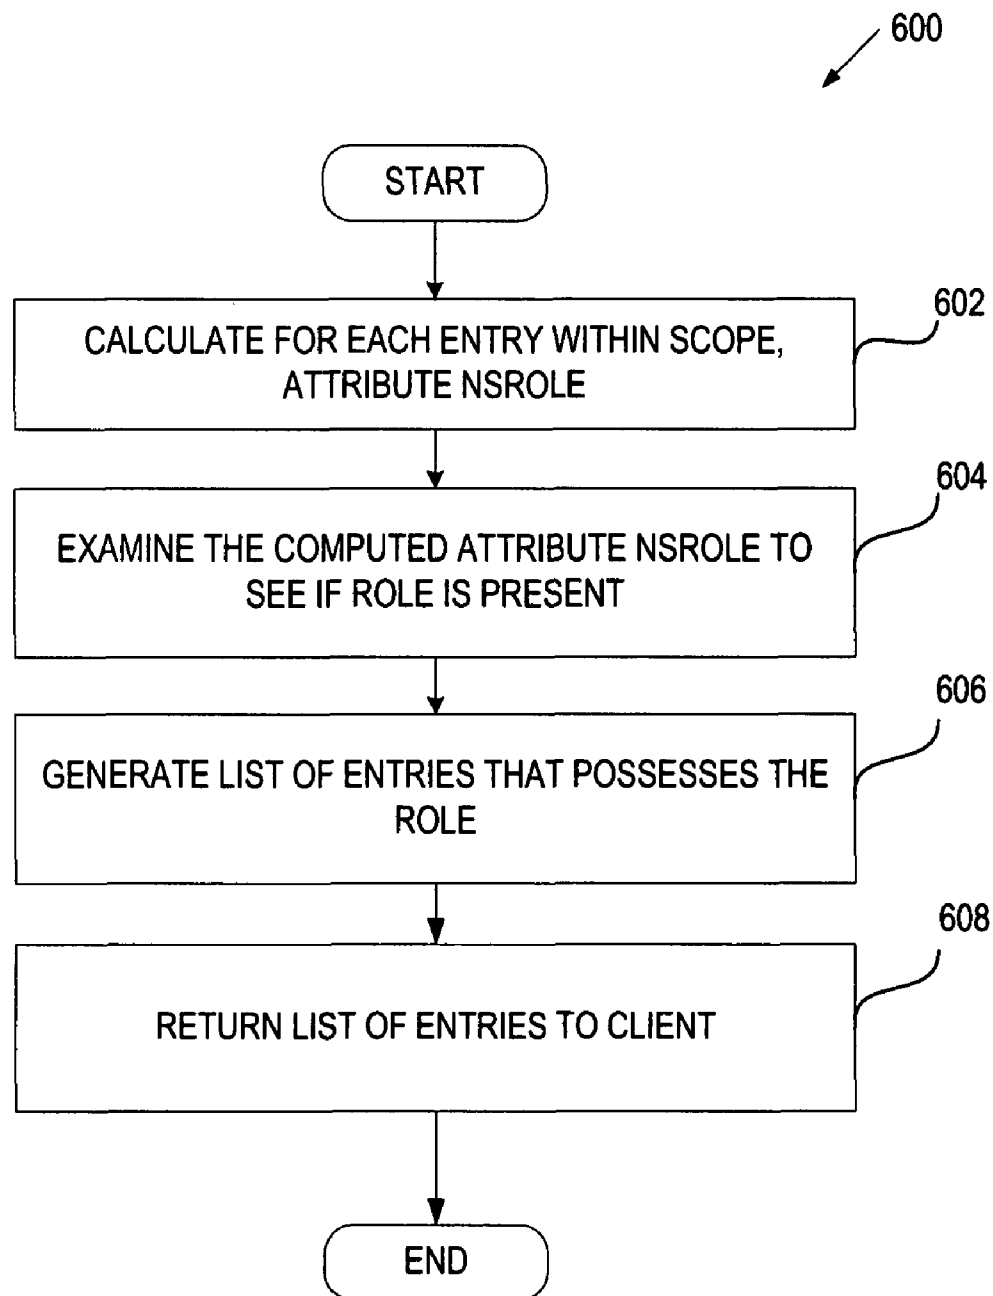 600
START
CALCULATE FOR EACH ENTRY WITHIN SCOPE,
ATTRIBUTE NSROLE
602
EXAMINE THE COMPUTED ATTRIBUTE NSROLE TO
SEE IF ROLE IS PRESENT
604
GENERATE LIST OF ENTRIES THAT POSSESSES THE
ROLE
606
RETURN LIST OF ENTRIES TO CLIENT
608
END